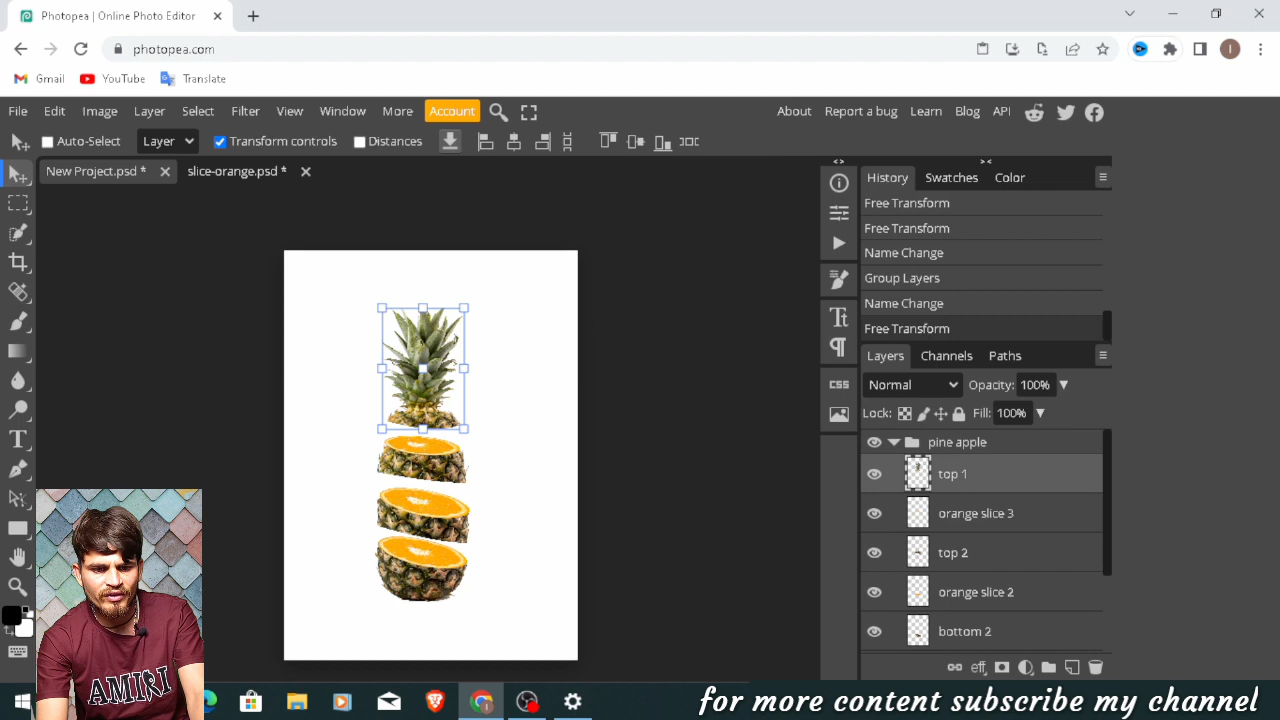 Photopea | Online Photo Editor
photopea.com
Gmail YouTube Translate
File Edit Image Layer Select Filter View Window More Account About Report a bug Learn Blog API
Auto-Select Layer Transform controls Distances
New Project.psd * slice-orange.psd *
History Swatches Color
Free Transform
Free Transform
Name Change
Group Layers
Name Change
Free Transform
Layers Channels Paths
Normal Opacity: 100%
Lock: Fill: 100%
pine apple
top 1
orange slice 3
top 2
orange slice 2
bottom 2
CSS
eff
AMIRI
for more content subscribe my channel